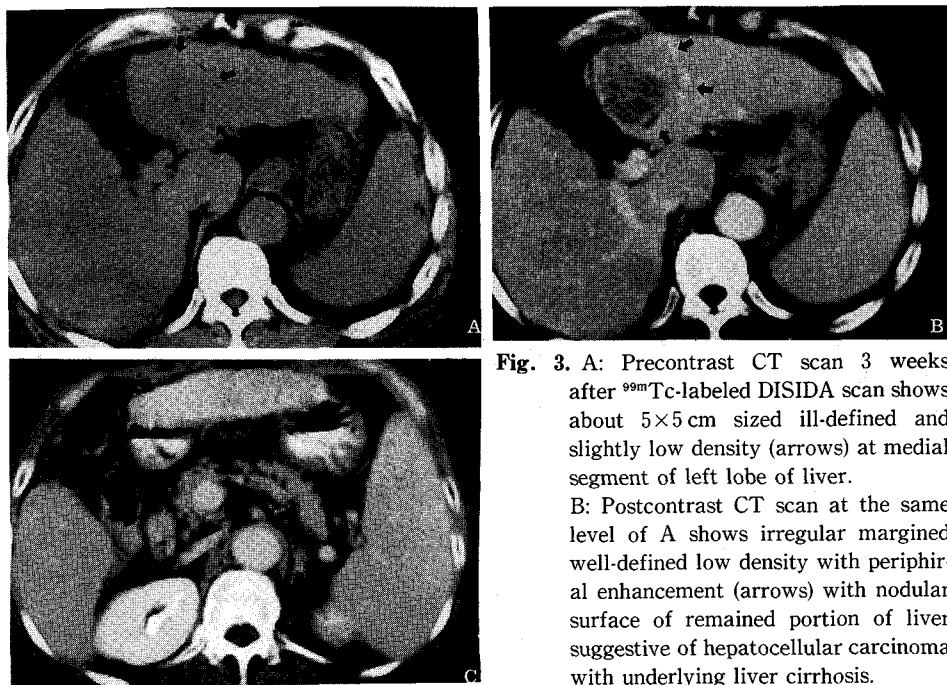 A
B
C
Fig. 3. A: Precontrast CT scan 3 weeks
after ⁹⁹ᵐTc-labeled DISIDA scan shows
about 5×5 cm sized ill-defined and
slightly low density (arrows) at medial
segment of left lobe of liver.
B: Postcontrast CT scan at the same
level of A shows irregular margined
well-defined low density with periphir-
al enhancement (arrows) with nodular
surface of remained portion of liver
suggestive of hepatocellular carcinoma
with underlying liver cirrhosis.